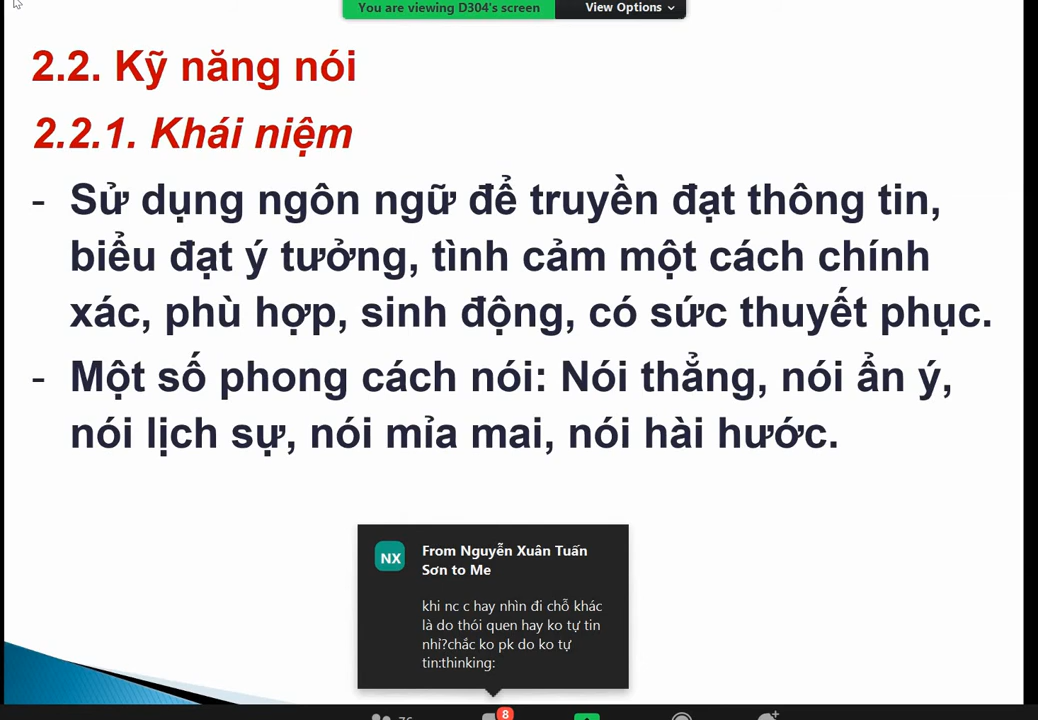 You are viewing D304's screen
View Options
2.2. Kỹ năng nói
2.2.1. Khái niệm
- Sử dụng ngôn ngữ để truyền đạt thông tin,
biểu đạt ý tưởng, tình cảm một cách chính
xác, phù hợp, sinh động, có sức thuyết phục.
- Một số phong cách nói: Nói thẳng, nói ẩn ý,
nói lịch sự, nói mỉa mai, nói hài hước.
NX
From Nguyễn Xuân Tuấn
Sơn to Me
khi nc c hay nhìn đi chỗ khác
là do thói quen hay ko tự tin
nhỉ?chắc ko pk do ko tự
tin:thinking:
8